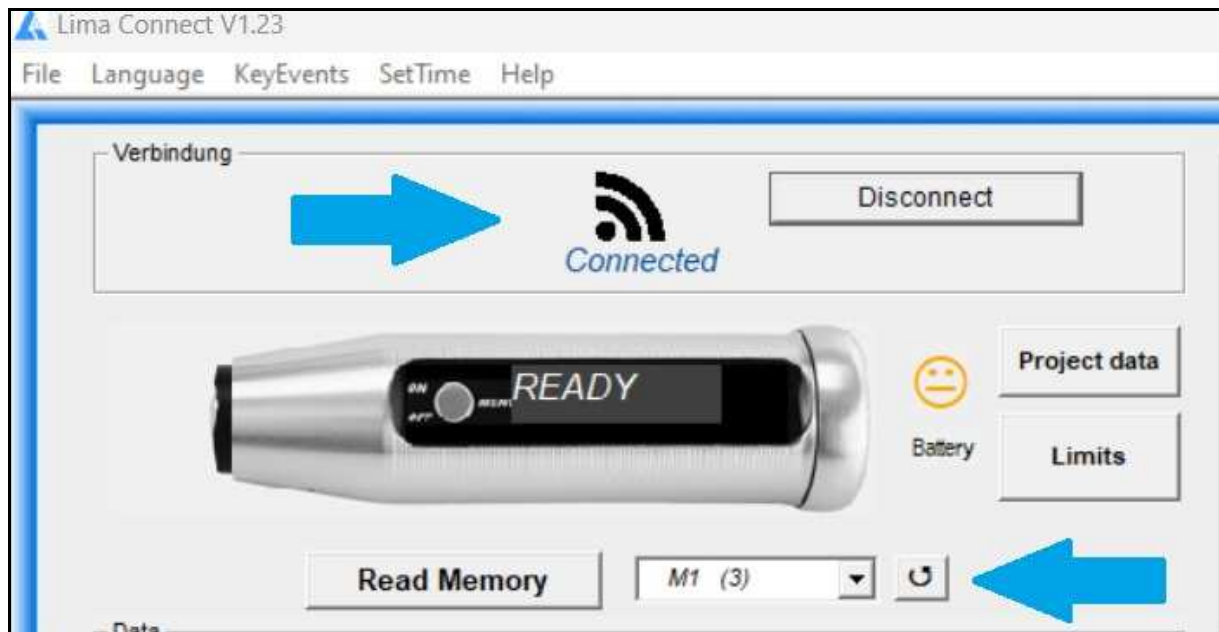 Lima Connect V1.23
File Language KeyEvents SetTime Help
Verbindung
Disconnect
Connected
Project data
ON
READY
OFF
Battery
Limits
Read Memory
M1 (3)
Data